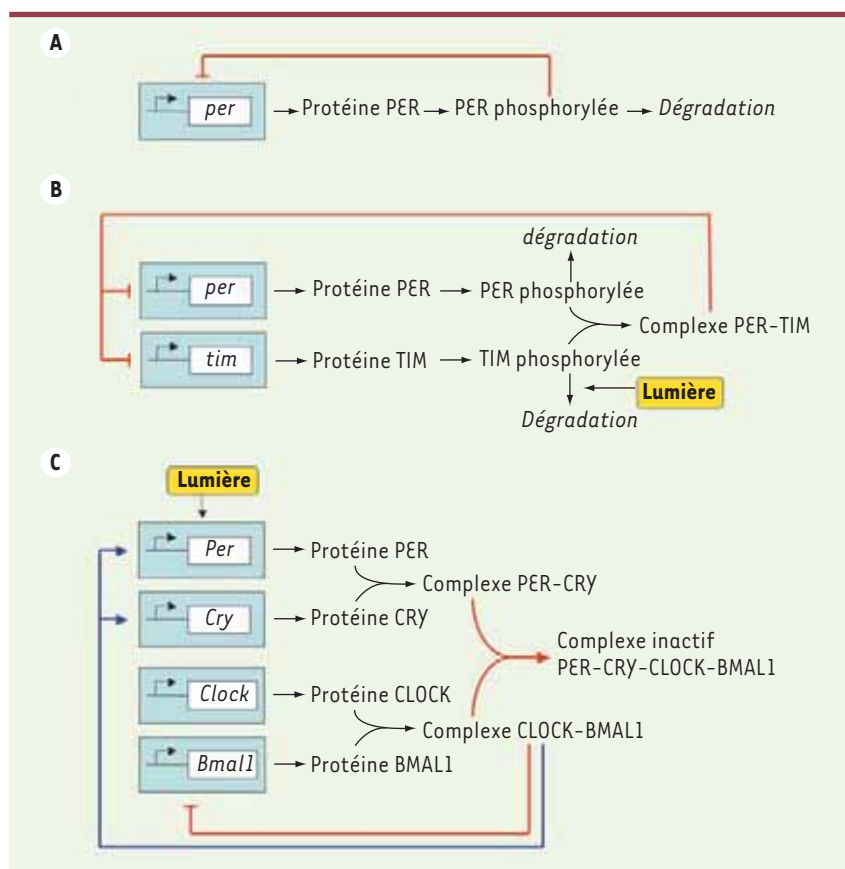 A
per
Protéine PER
PER phosphorylée
Dégradation
B
dégradation
per
Protéine PER
PER phosphorylée
Complexe PER-TIM
tim
Protéine TIM
TIM phosphorylée
Lumière
Dégradation
C
Lumière
Per
Protéine PER
Complexe PER-CRY
Cry
Protéine CRY
Complexe inactif
PER-CRY-CLOCK-BMAL1
Clock
Protéine CLOCK
Complexe CLOCK-BMAL1
Bmal1
Protéine BMAL1